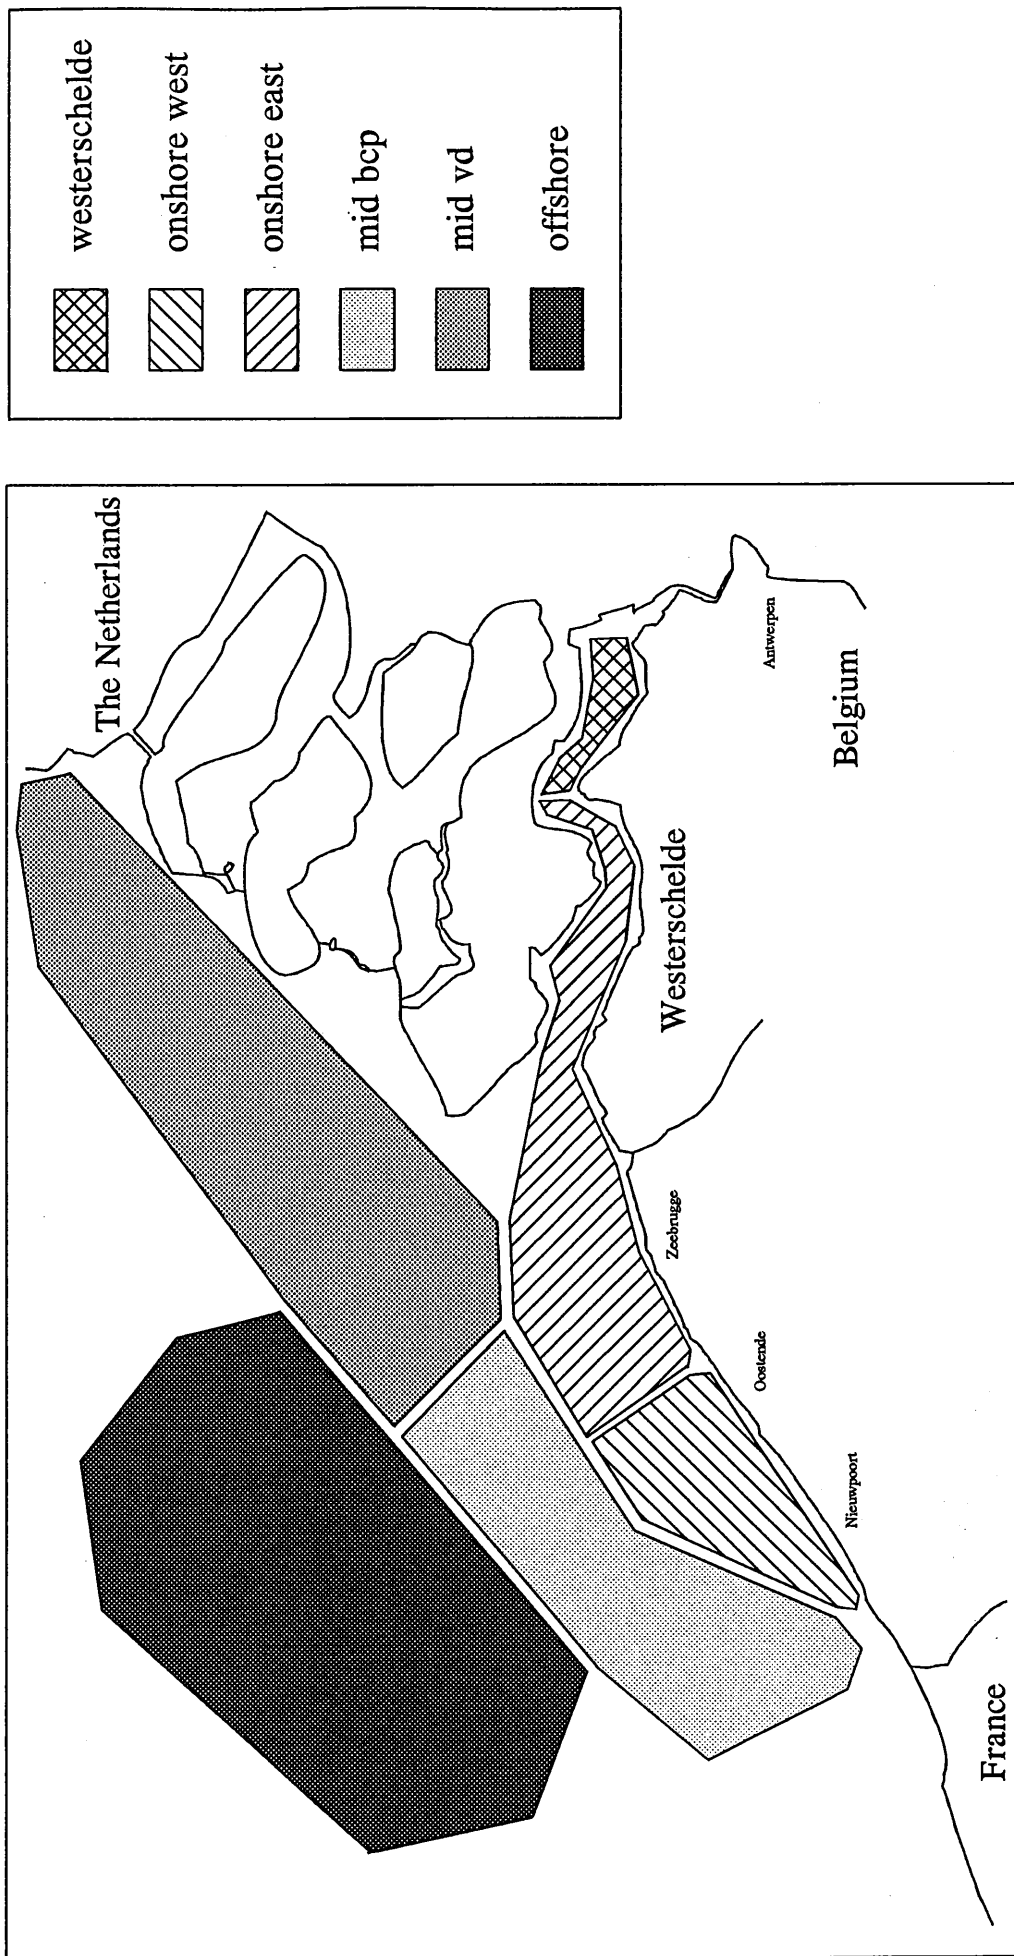 The Netherlands
Westerschelde
Antwerpen
Belgium
Zeebrugge
Oostende
Nieuwpoort
France
westerschelde
onshore west
onshore east
mid bcp
mid vd
offshore